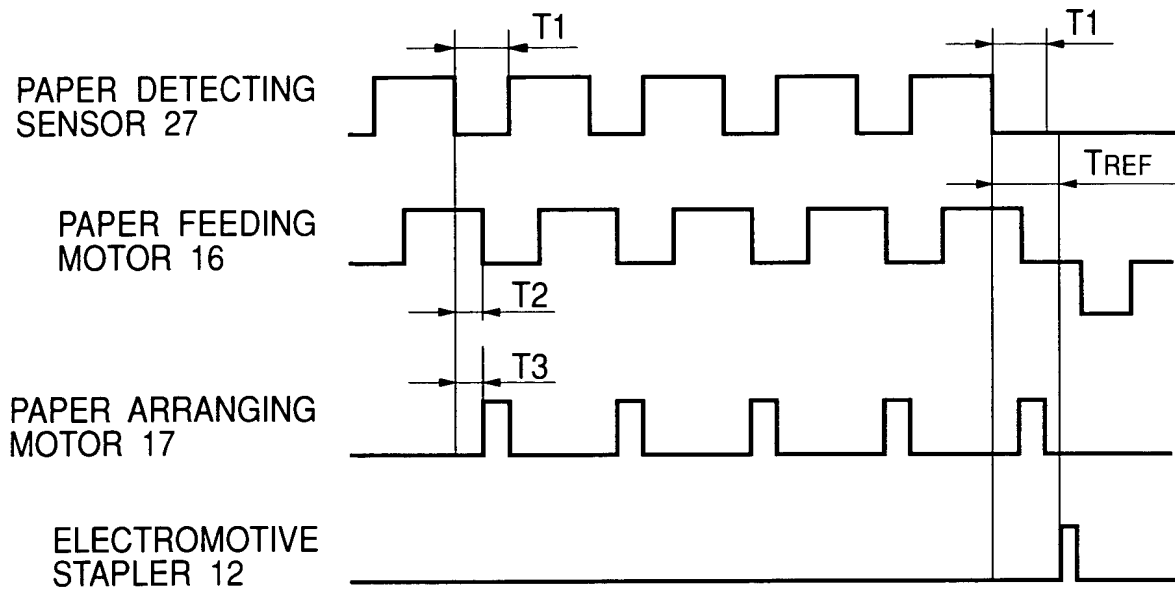 T1
T1
PAPER DETECTING
SENSOR 27
TREF
PAPER FEEDING
MOTOR 16
T2
T3
PAPER ARRANGING
MOTOR 17
ELECTROMOTIVE
STAPLER 12